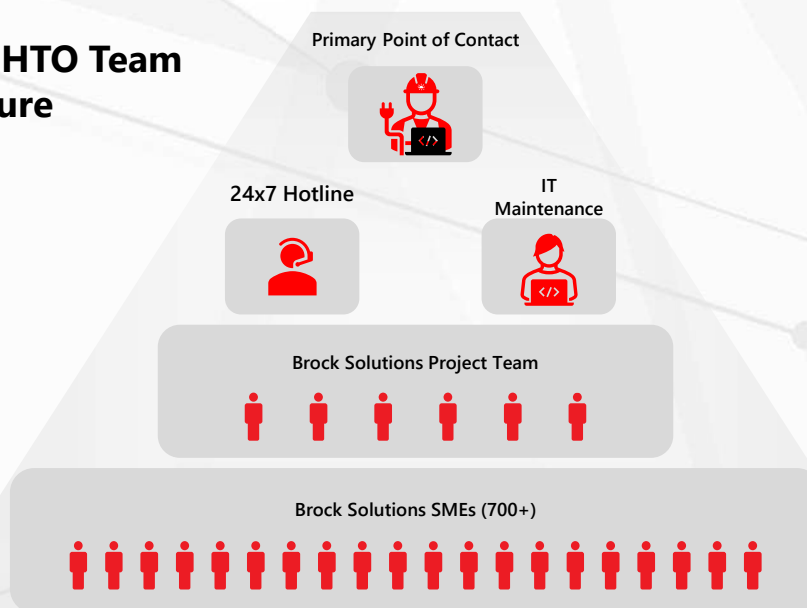 Primary Point of Contact
HTO Team
ure
24x7 Hotline
IT
Maintenance
</>
</>
Brock Solutions Project Team
Brock Solutions SMEs (700+)